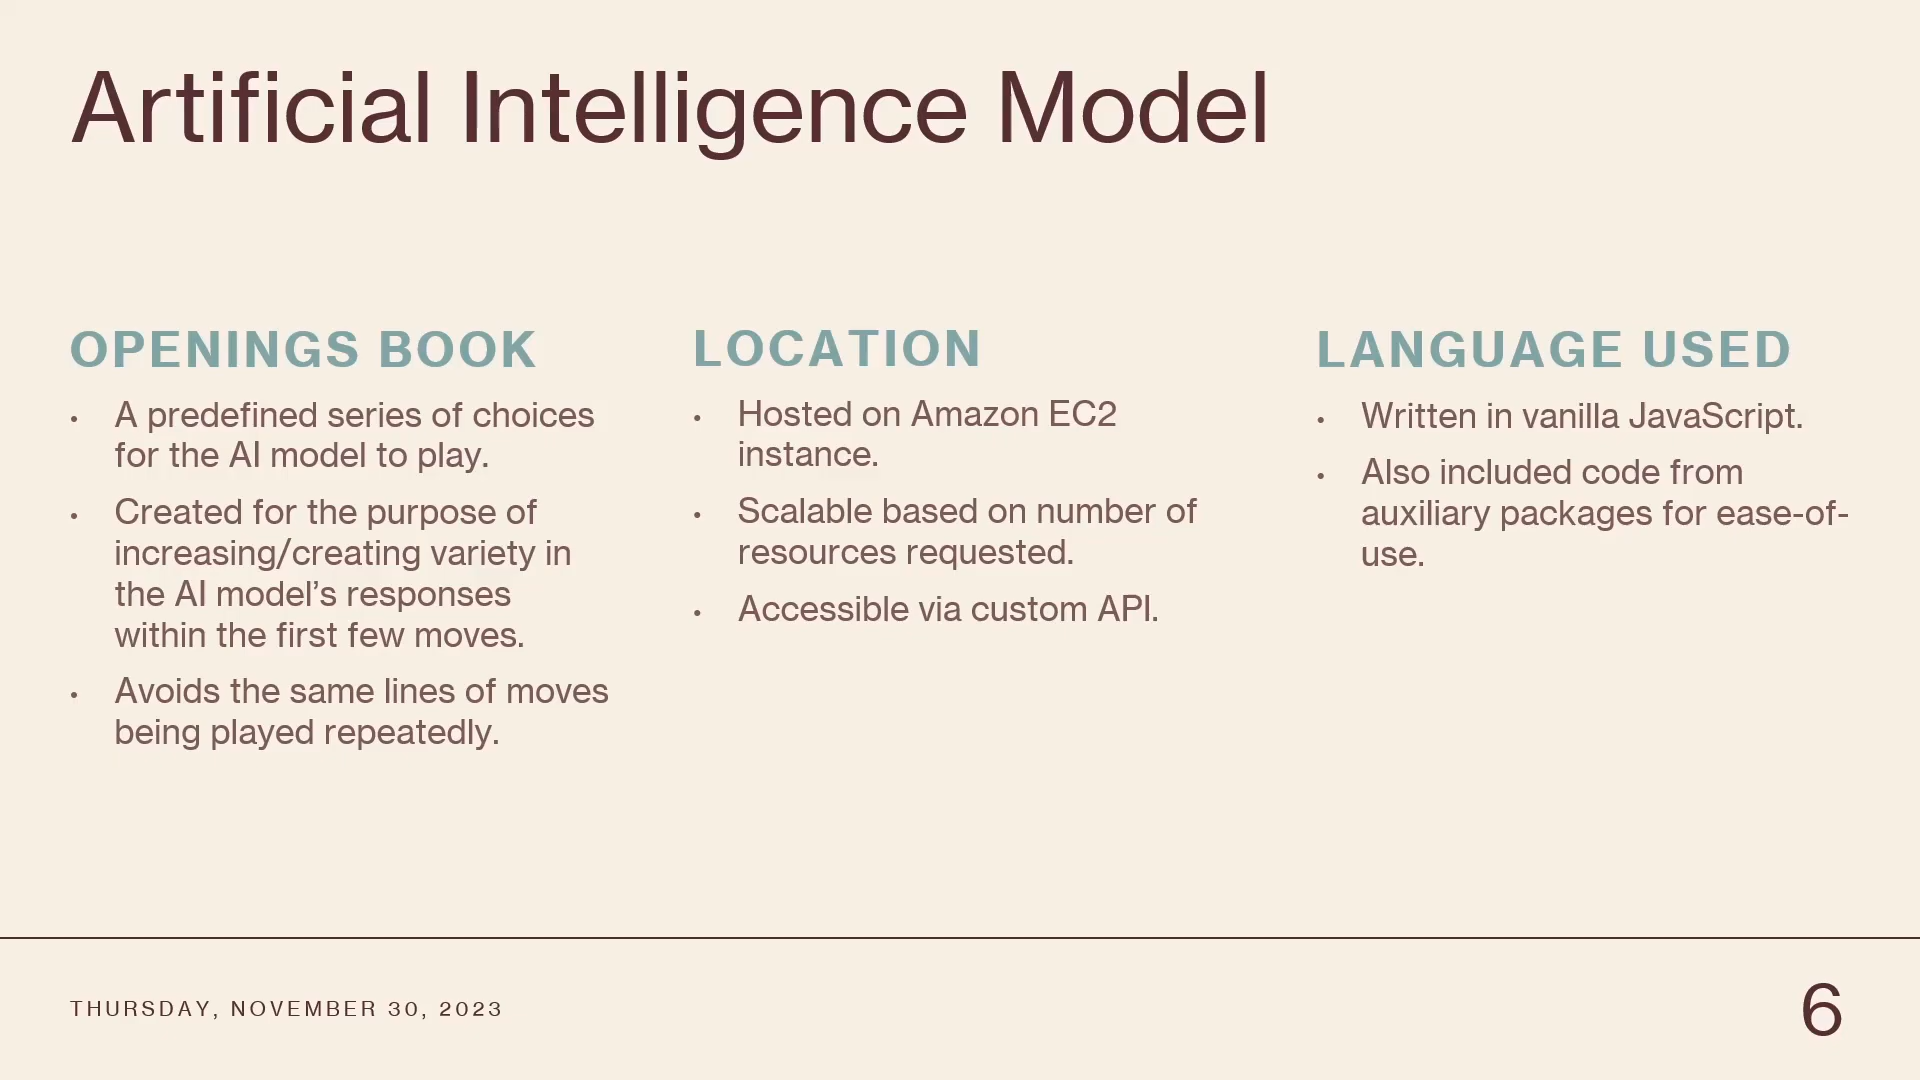 Artificial Intelligence Model
OPENINGS BOOK
• A predefined series of choices
for the AI model to play.
• Created for the purpose of
increasing/creating variety in
the AI model’s responses
within the first few moves.
• Avoids the same lines of moves
being played repeatedly.
LOCATION
• Hosted on Amazon EC2
instance.
• Scalable based on number of
resources requested.
• Accessible via custom API.
LANGUAGE USED
• Written in vanilla JavaScript.
• Also included code from
auxiliary packages for ease-of-
use.
THURSDAY, NOVEMBER 30, 2023
6